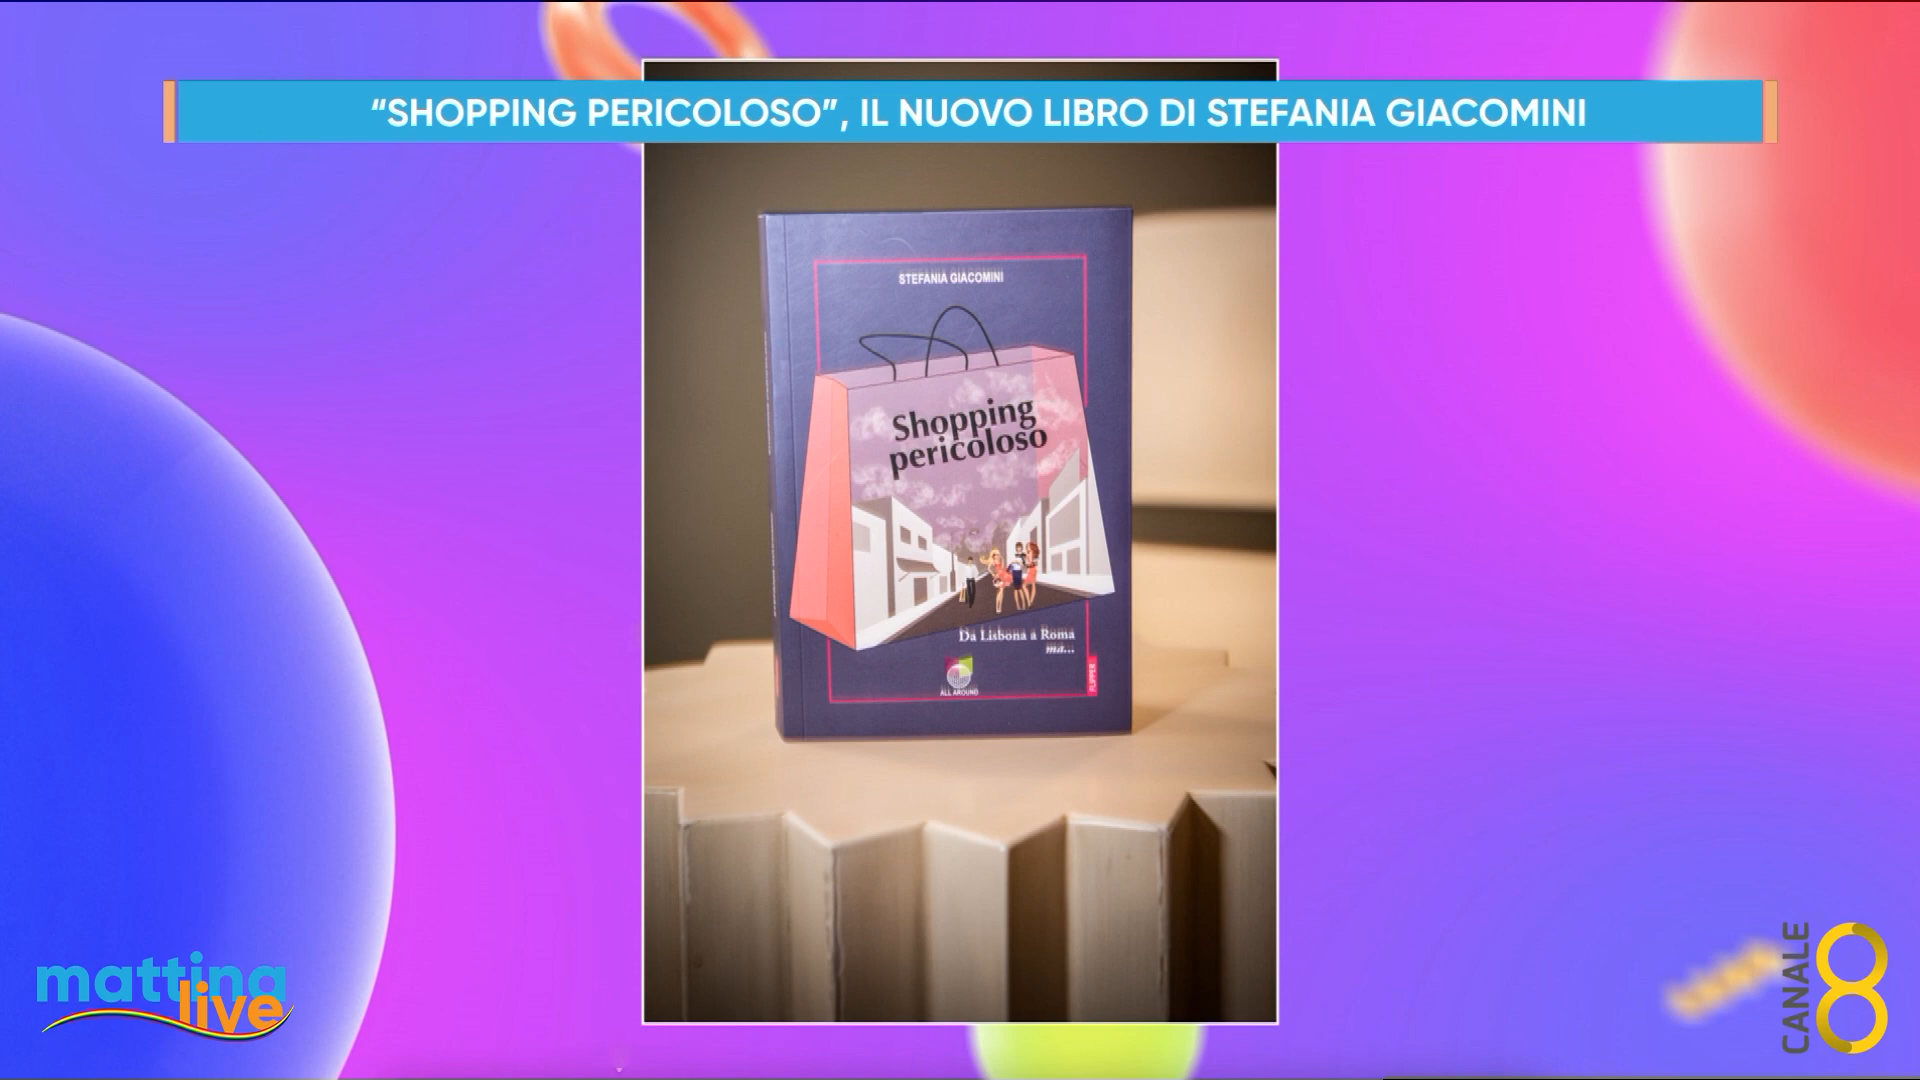 “SHOPPING PERICOLOSO”, IL NUOVO LIBRO DI STEFANIA GIACOMINI
STEFANIA GIACOMINI
Shopping
pericoloso
Da Lisbona a Roma
ma...
ALL AROUND
FLIPPER
mattina
live
CANALE 8